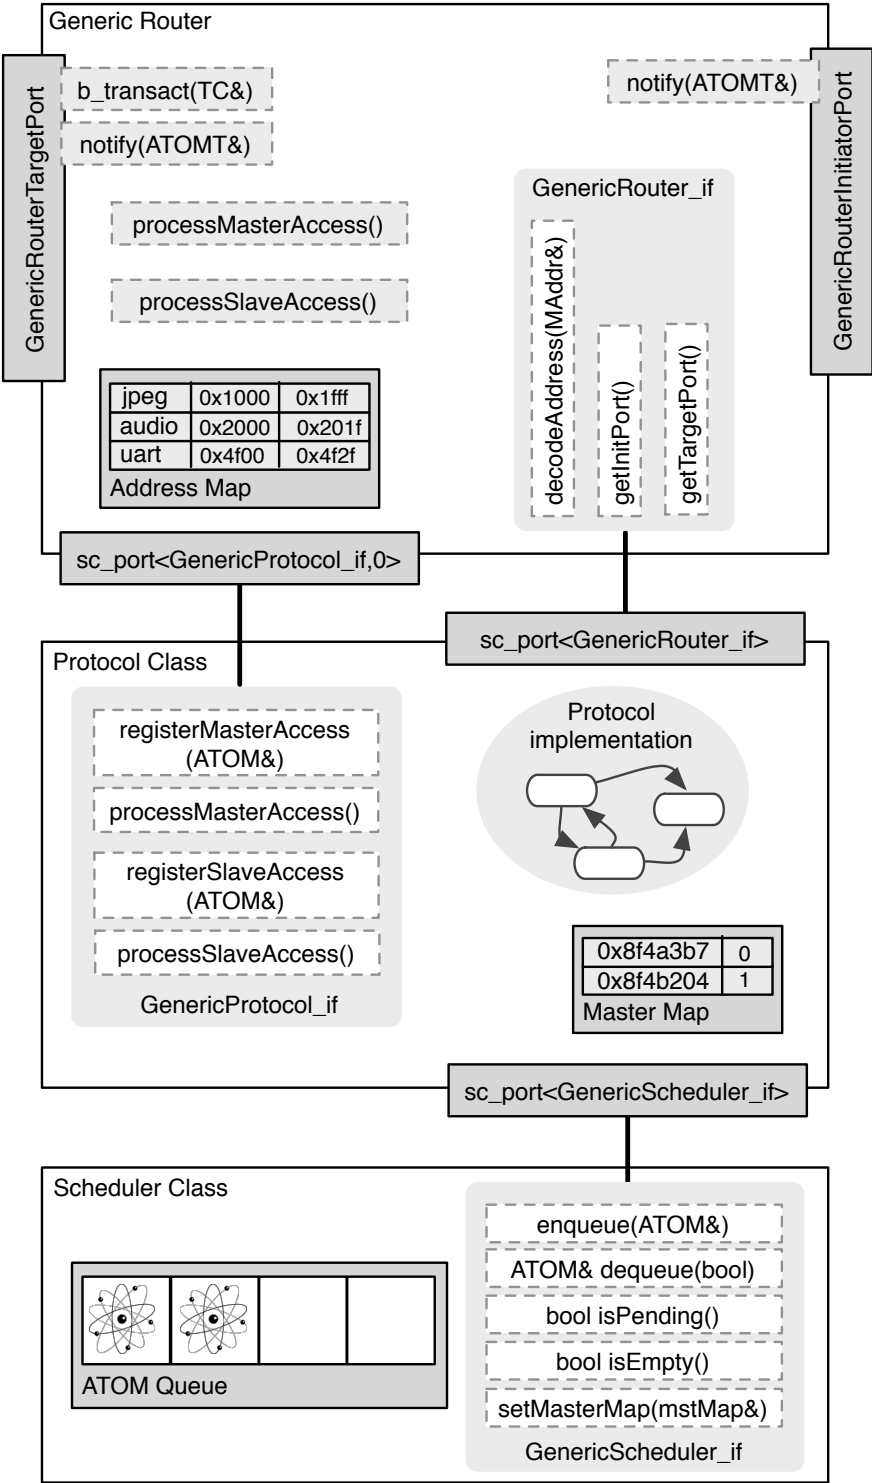 Generic Router
GenericRouterTargetPort
b_transact(TC&)
notify(ATOMT&)
processMasterAccess()
processSlaveAccess()
jpeg 0x1000 0x1fff
audio 0x2000 0x201f
uart 0x4f00 0x4f2f
Address Map
notify(ATOMT&)
GenericRouterInitiatorPort
GenericRouter_if
decodeAddress(MAddr&)
getInitPort()
getTargetPort()
sc_port<GenericProtocol_if,0>
sc_port<GenericRouter_if>
Protocol Class
registerMasterAccess
(ATOM&)
processMasterAccess()
registerSlaveAccess
(ATOM&)
processSlaveAccess()
GenericProtocol_if
Protocol
implementation
0x8f4a3b7 0
0x8f4b204 1
Master Map
sc_port<GenericScheduler_if>
Scheduler Class
ATOM Queue
enqueue(ATOM&)
ATOM& dequeue(bool)
bool isPending()
bool isEmpty()
setMasterMap(mstMap&)
GenericScheduler_if